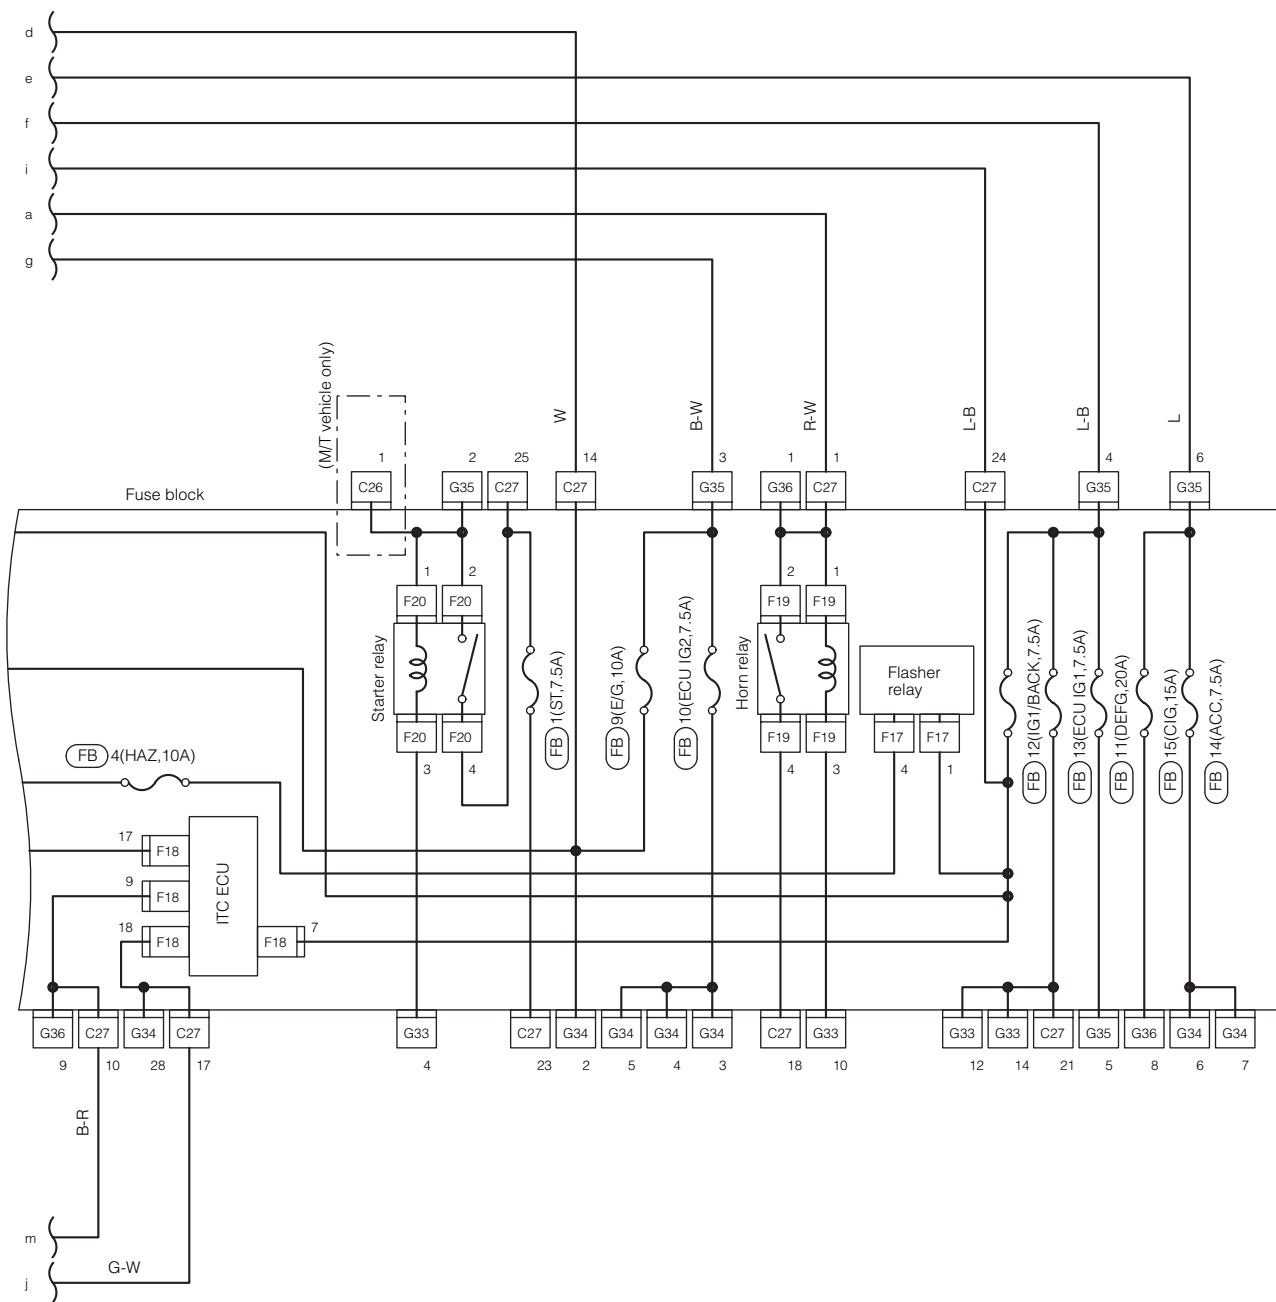 d
e
f
i
a
g
(M/T vehicle only)
W
B-W
R-W
L-B
L-B
L
1
2
25
14
3
1
1
24
4
6
C26
G35
C27
C27
G35
G36
C27
C27
G35
G35
Fuse block
1
2
2
1
F20
F20
F19
F19
Starter relay
Horn relay
Flasher
relay
FB 1(ST,7.5A)
FB 9(E/G,10A)
FB 10(ECU IG2,7.5A)
FB 12(IG1/BACK,7.5A)
FB 13(ECU IG1,7.5A)
FB 11(DEFG,20A)
FB 15(CIG,15A)
FB 14(ACC,7.5A)
F20
F20
F19
F19
F17
F17
3
4
4
3
4
1
FB 4(HAZ,10A)
17
F18
9
F18
ITC ECU
18
F18
F18
7
G36
C27
G34
C27
G33
C27
G34
G34
G34
G34
C27
G33
G33
G33
C27
G35
G36
G34
G34
9
10
28
17
4
23
2
5
4
3
18
10
12
14
21
5
8
6
7
B-R
m
G-W
j